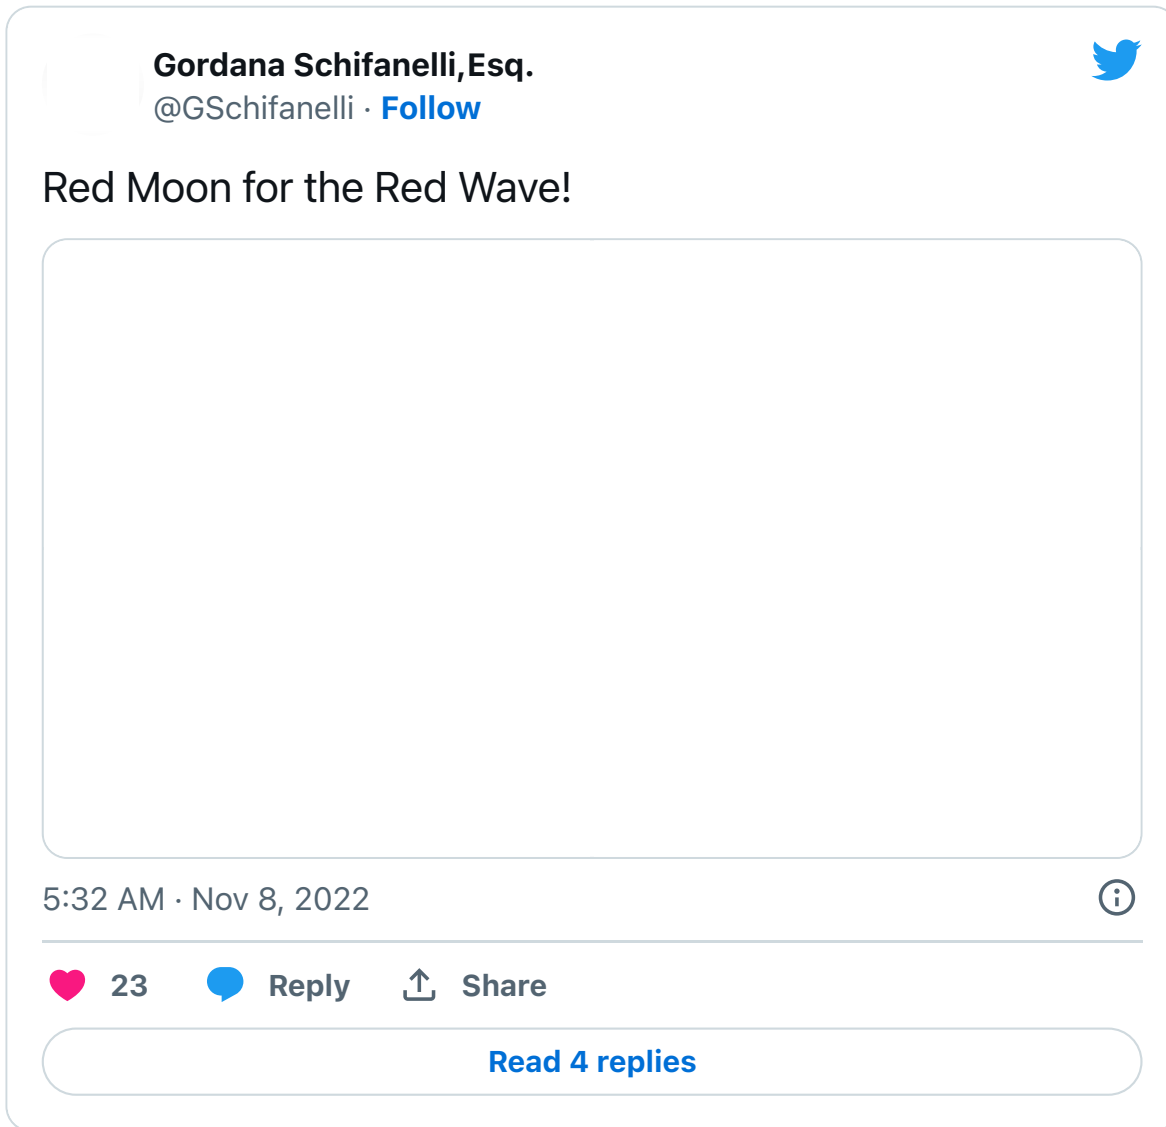 Gordana Schifanelli,Esq.
@GSchifanelli · Follow
Red Moon for the Red Wave!
5:32 AM · Nov 8, 2022
23 Reply Share
Read 4 replies